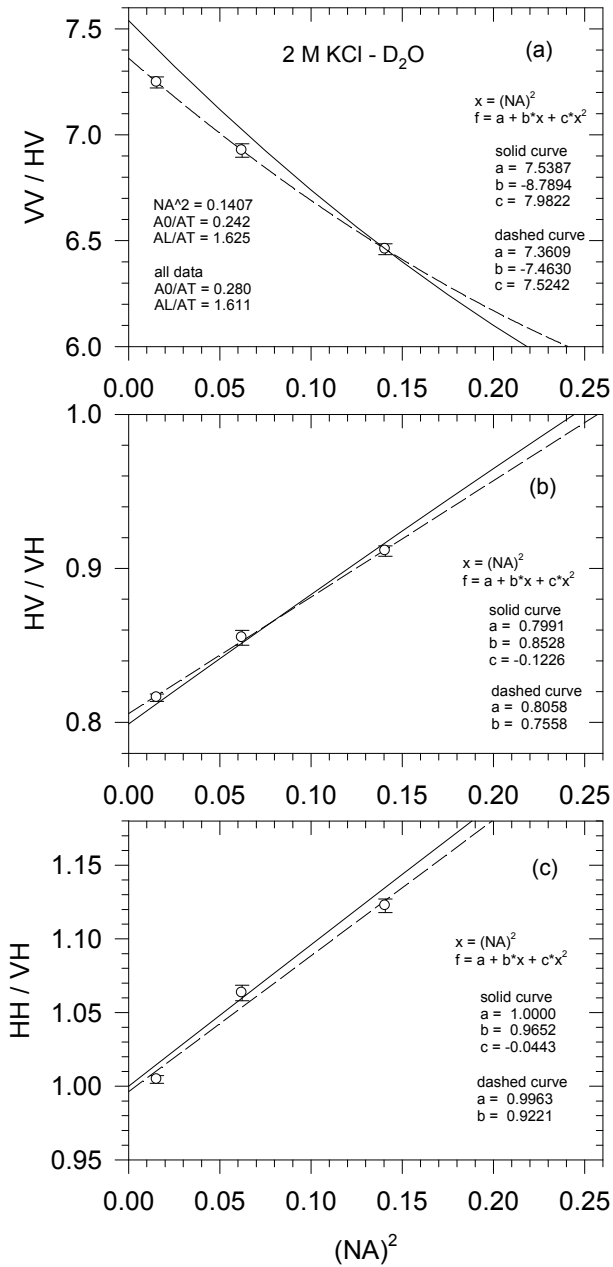 7.5
7.0
6.5
6.0
VV / HV
2 M KCl - D₂O
(a)
x = (NA)²
f = a + b*x + c*x²
solid curve
a = 7.5387
b = -8.7894
c = 7.9822
dashed curve
a = 7.3609
b = -7.4630
c = 7.5242
NA^2 = 0.1407
A0/AT = 0.242
AL/AT = 1.625
all data
A0/AT = 0.280
AL/AT = 1.611
0.00 0.05 0.10 0.15 0.20 0.25
1.0
0.9
0.8
HV / VH
(b)
x = (NA)²
f = a + b*x + c*x²
solid curve
a = 0.7991
b = 0.8528
c = -0.1226
dashed curve
a = 0.8058
b = 0.7558
0.00 0.05 0.10 0.15 0.20 0.25
1.15
1.10
1.05
1.00
0.95
HH / VH
(c)
x = (NA)²
f = a + b*x + c*x²
solid curve
a = 1.0000
b = 0.9652
c = -0.0443
dashed curve
a = 0.9963
b = 0.9221
0.00 0.05 0.10 0.15 0.20 0.25
(NA)²